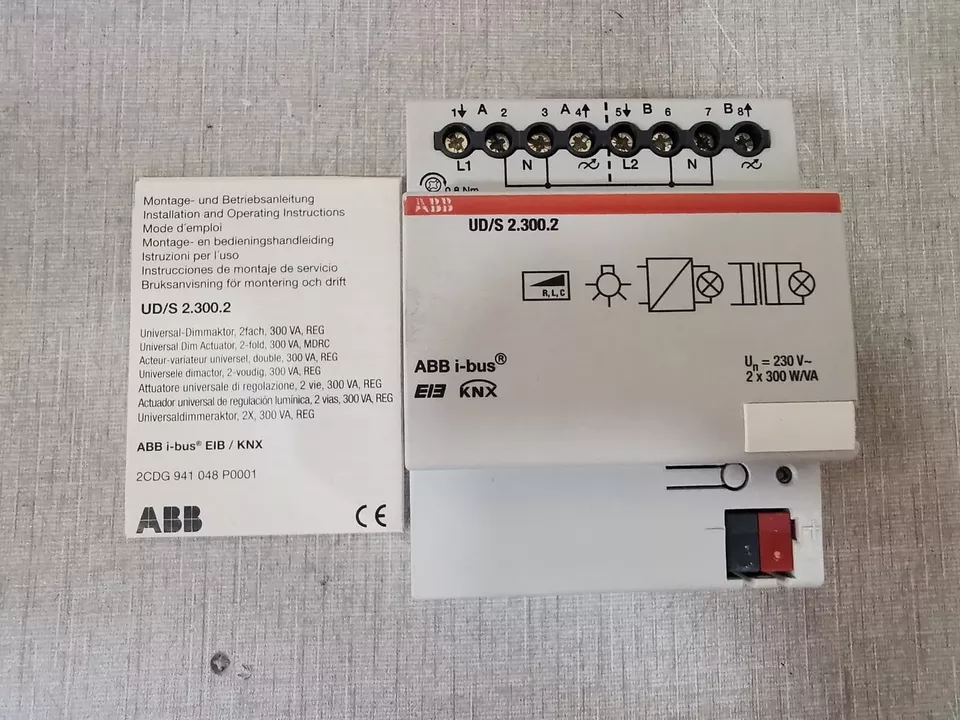 Montage- und Betriebsanleitung
Installation and Operating Instructions
Mode d´emploi
Montage- en bedieningshandleiding
Istruzioni per l´uso
Instrucciones de montaje de servicio
Bruksanvisning för montering och drift
UD/S 2.300.2
Universal-Dimmaktor, 2fach, 300 VA, REG
Universal Dim Actuator, 2-fold, 300 VA, MDRC
Acteur-variateur universel, double, 300 VA, REG
Universele dimactor, 2-voudig, 300 VA, REG
Attuatore universale di regolazione, 2 vie, 300 VA, REG
Actuador universal de regulación lumínica, 2 vias, 300 VA, REG
Universaldimmeraktor, 2X, 300 VA, REG
ABB i-bus® EIB / KNX
2CDG 941 048 P0001
ABB CE
1 A 2 3 A 4 5 B 6 7 B 8
L1 N L2 N
0,8 Nm
ABB
UD/S 2.300.2
R, L, C
ABB i-bus®
EIB KNX
Un = 230 V~
2 x 300 W/VA
- +